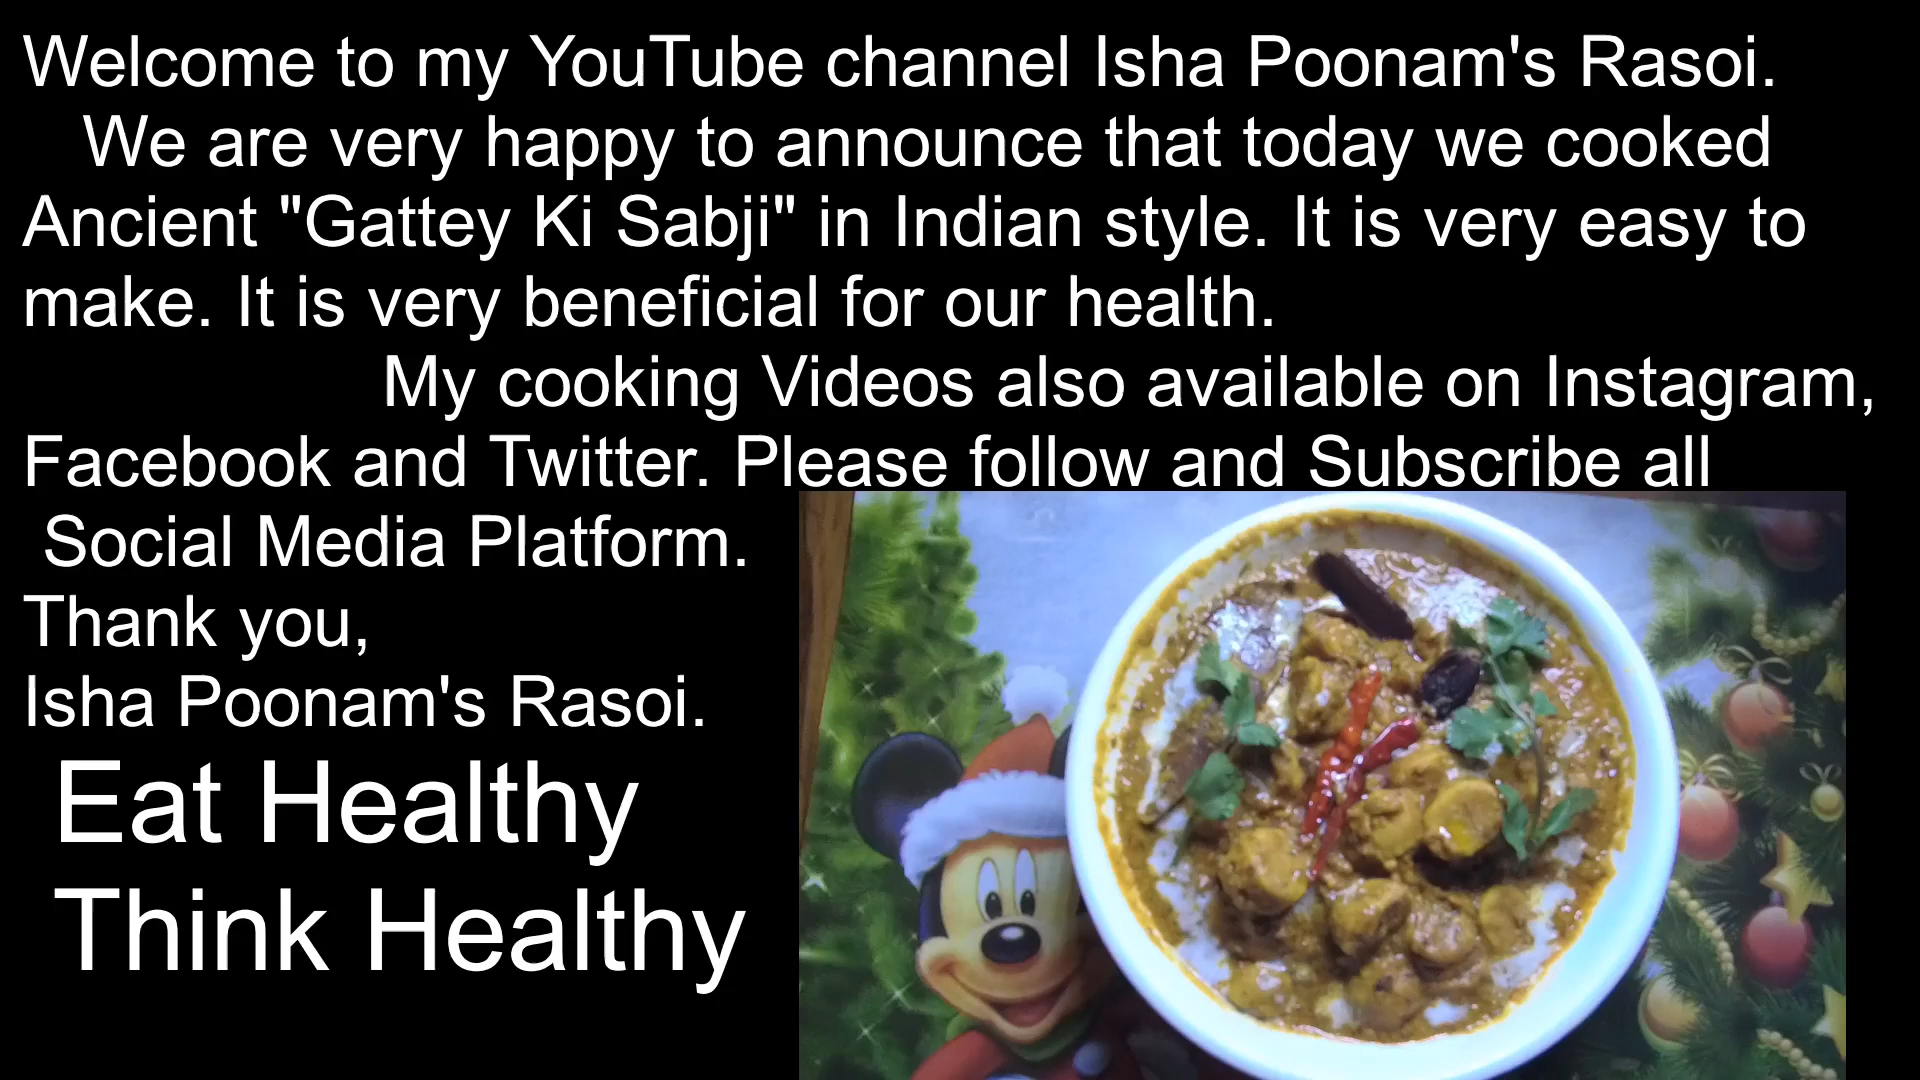 Welcome to my YouTube channel Isha Poonam's Rasoi.
We are very happy to announce that today we cooked
Ancient "Gattey Ki Sabji" in Indian style. It is very easy to
make. It is very beneficial for our health.
My cooking Videos also available on Instagram,
Facebook and Twitter. Please follow and Subscribe all
Social Media Platform.
Thank you,
Isha Poonam's Rasoi.
Eat Healthy
Think Healthy